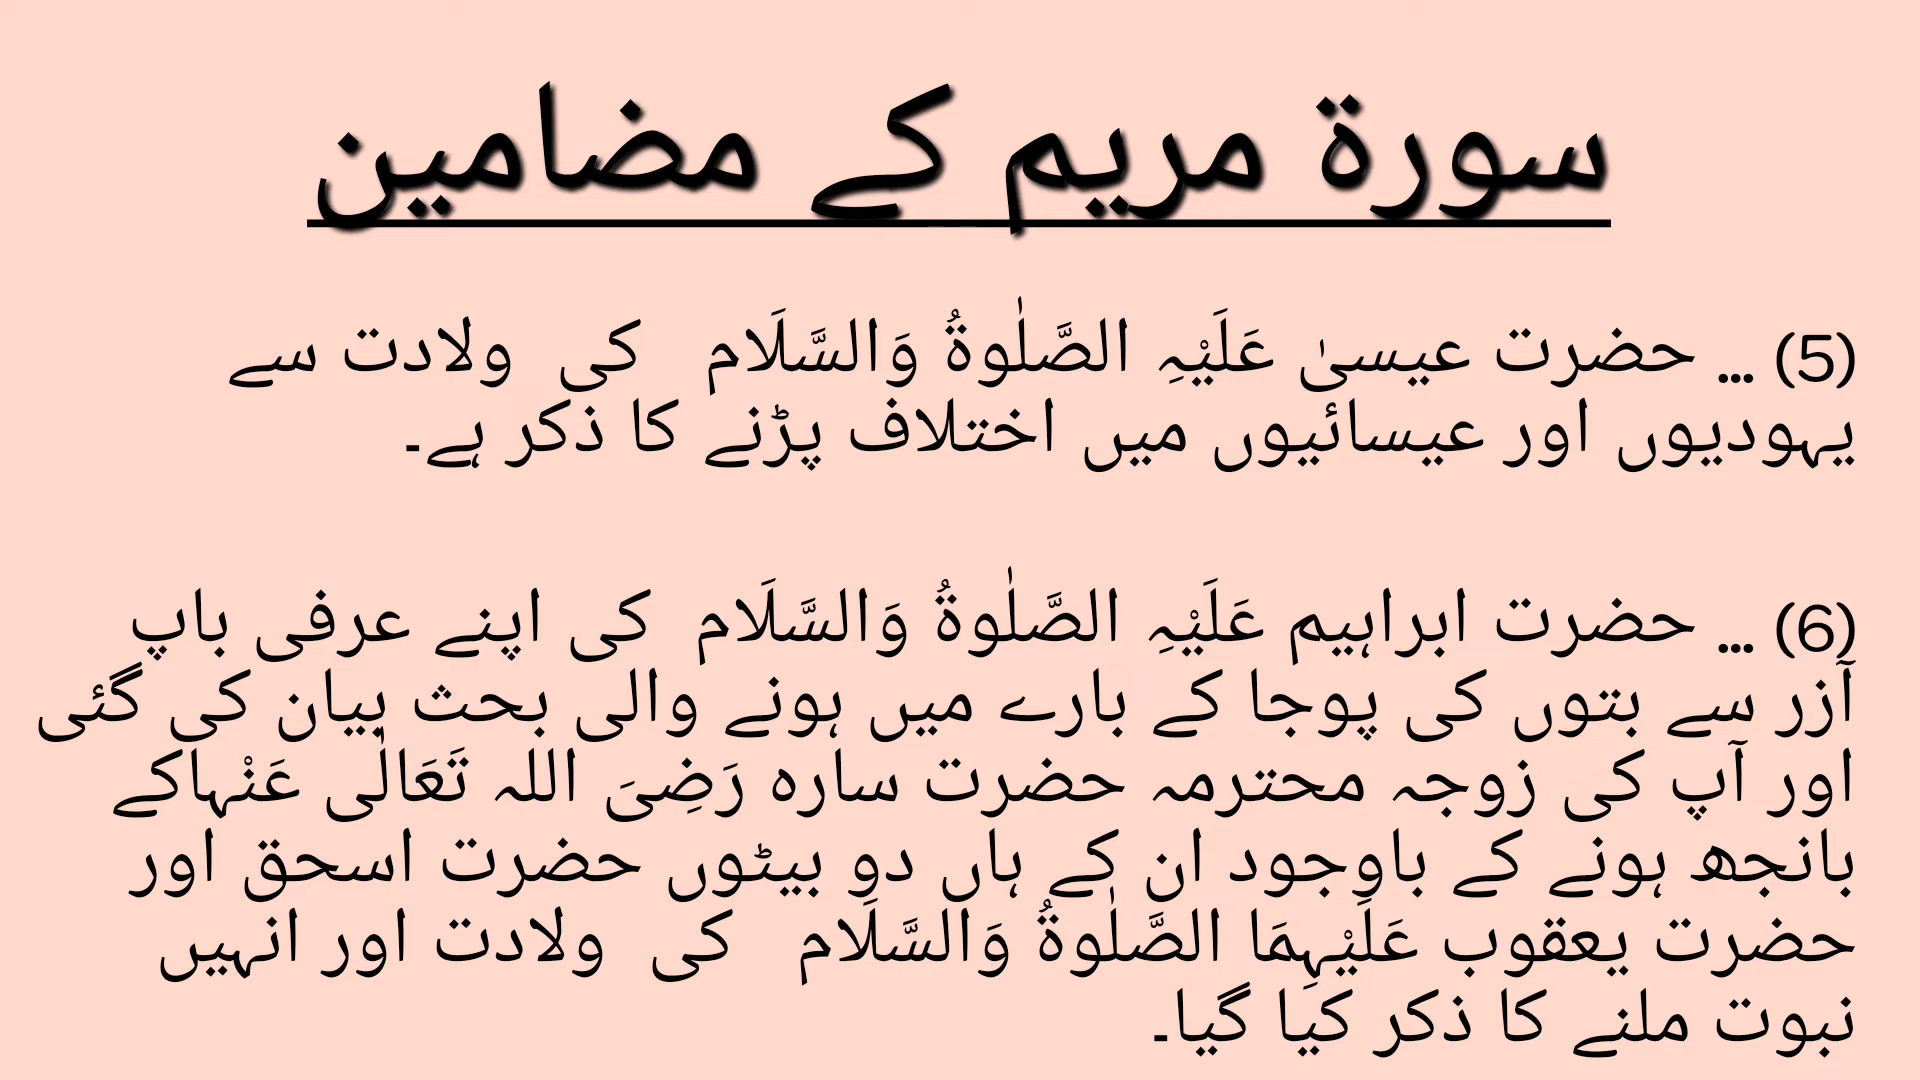 سورۃ مریم کے مضامین
(5) ... حضرت عیسیٰ عَلَیْہِ الصَّلٰوۃُ وَالسَّلَام کی ولادت سے
یہودیوں اور عیسائیوں میں اختلاف پڑنے کا ذکر ہے۔
(6) ... حضرت ابراہیم عَلَیْہِ الصَّلٰوۃُ وَالسَّلَام کی اپنے عرفی باپ
آزر سے بتوں کی پوجا کے بارے میں ہونے والی بحث بیان کی گئی
اور آپ کی زوجہ محترمہ حضرت سارہ رَضِیَ اللہ تَعَالٰی عَنْہاکے
بانجھ ہونے کے باوجود ان کے ہاں دو بیٹوں حضرت اسحق اور
حضرت یعقوب عَلَیْہِمَا الصَّلٰوۃُ وَالسَّلَام کی ولادت اور انہیں
نبوت ملنے کا ذکر کیا گیا۔